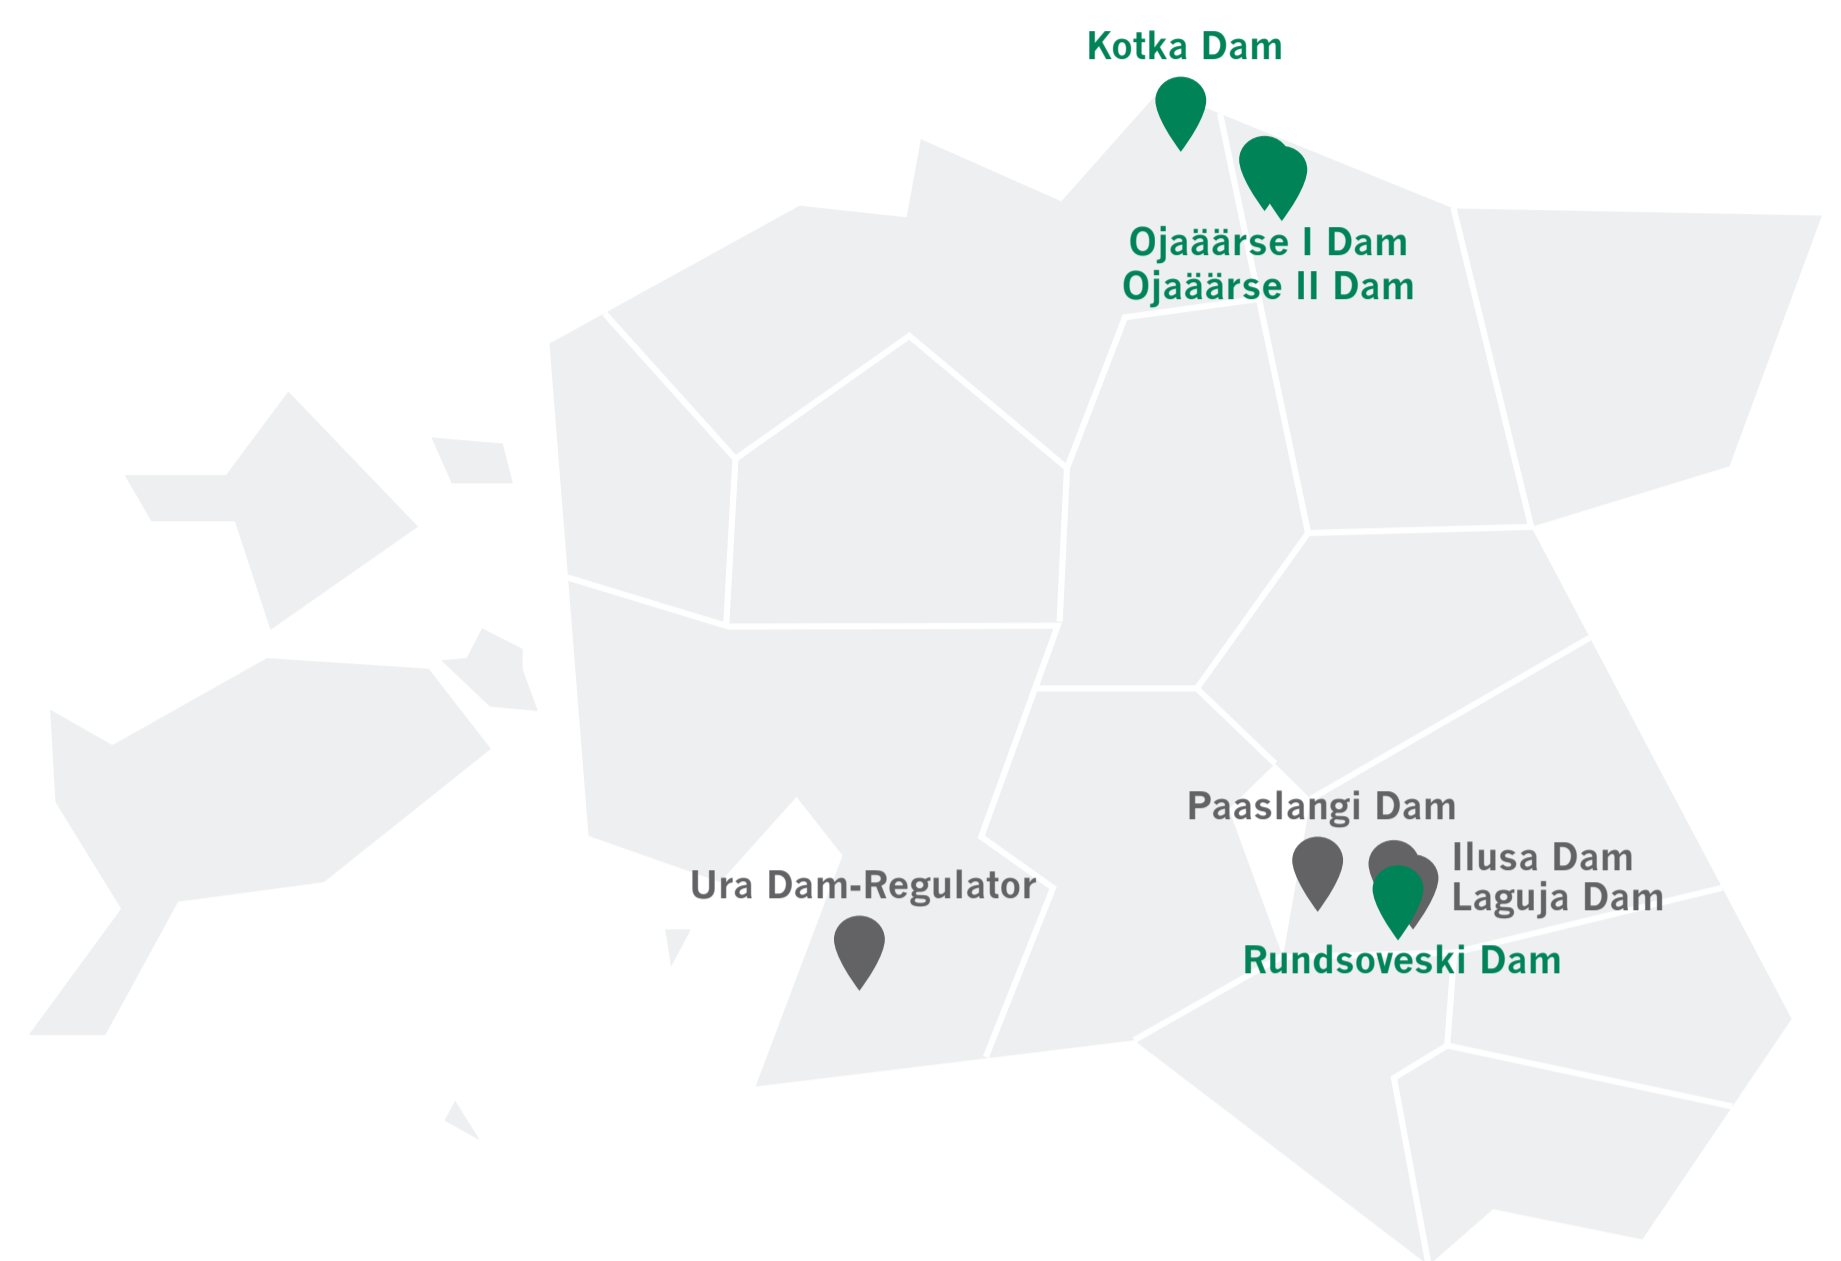 Kotka Dam
Ojaäärse I Dam
Ojaäärse II Dam
Paaslangi Dam
Ilusa Dam
Laguja Dam
Ura Dam-Regulator
Rundsoveski Dam